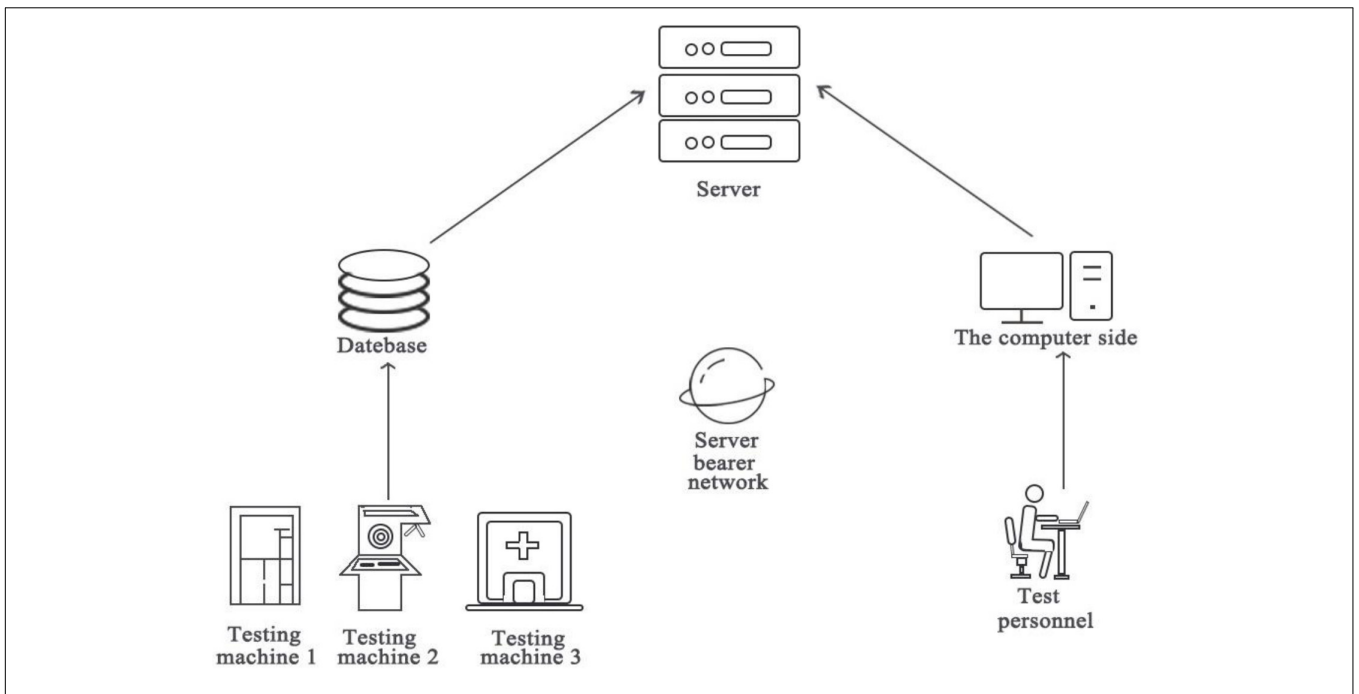 Server
Datebase
The computer side
Server
bearer
network
Testing
machine 1
Testing
machine 2
Testing
machine 3
Test
personnel